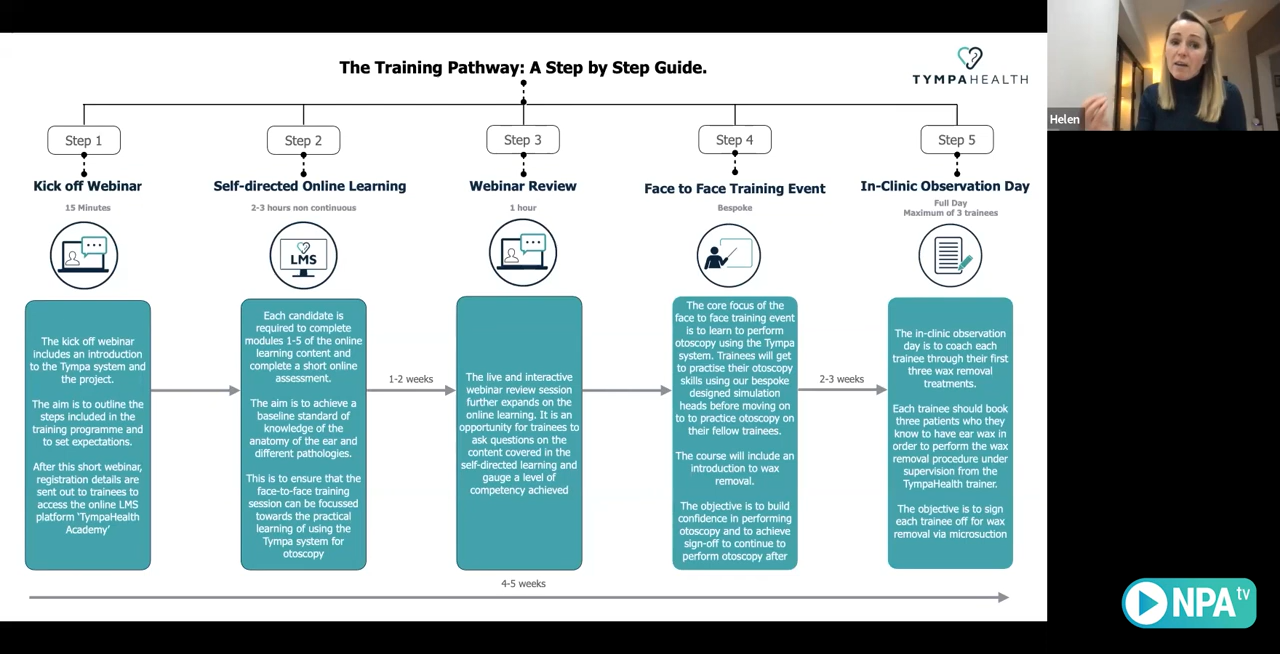 The Training Pathway: A Step by Step Guide.
TYMPAHEALTH
Helen
Step 1
Kick off Webinar
15 Minutes
The kick off webinar
includes an introduction
to the Tympa system and
the project.
The aim is to outline the
steps included in the
training programme and
to set expectations.
After this short webinar,
registration details are
sent out to trainees to
access the online LMS
platform ‘TympaHealth
Academy’
Step 2
Self-directed Online Learning
2-3 hours non continuous
LMS
Each candidate is
required to complete
modules 1-5 of the online
learning content and
complete a short online
assessment.
The aim is to achieve a
baseline standard of
knowledge of the
anatomy of the ear and
different pathologies.
This is to ensure that the
face-to-face training
session can be focussed
towards the practical
learning of using the
Tympa system for
otoscopy
1-2 weeks
Step 3
Webinar Review
1 hour
The live and interactive
webinar review session
further expands on the
online learning. It is an
opportunity for trainees to
ask questions on the
content covered in the
self-directed learning and
gauge a level of
competency achieved
Step 4
Face to Face Training Event
Bespoke
The core focus of the
face to face training event
is to learn to perform
otoscopy using the Tympa
system. Trainees will get
to practise their otoscopy
skills using our bespoke
designed simulation
heads before moving on
to to practice otoscopy on
their fellow trainees.
The course will include an
introduction to wax
removal.
The objective is to build
confidence in performing
otoscopy and to achieve
sign-off to continue to
perform otoscopy after
2-3 weeks
Step 5
In-Clinic Observation Day
Full Day
Maximum of 3 trainees
The in-clinic observation
day is to coach each
trainee through their first
three wax removal
treatments.
Each trainee should book
three patients who they
know to have ear wax in
order to perform the wax
removal procedure under
supervision from the
TympaHealth trainer.
The objective is to sign
each trainee off for wax
removal via microsuction
4-5 weeks
NPAtv